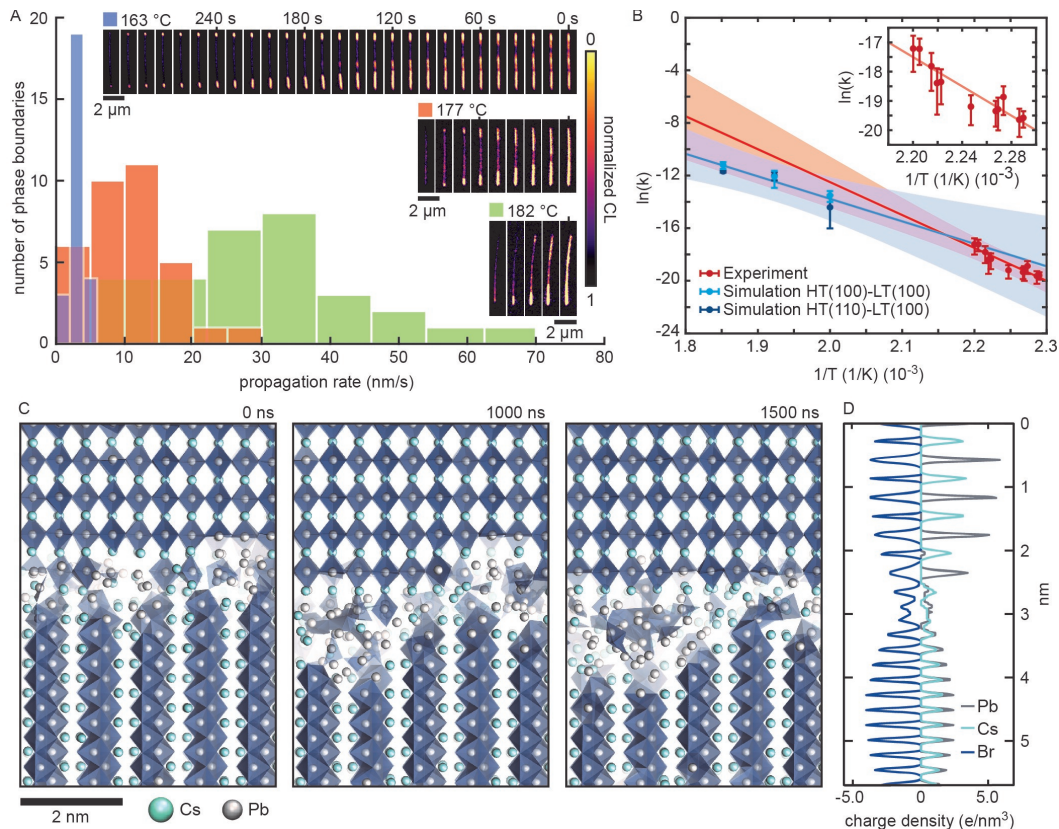 A
163 °C 240 s 180 s 120 s 60 s 0 s
2 µm
177 °C
2 µm
182 °C
2 µm
0
normalized CL
1
20
15
10
5
0
number of phase boundaries
0 10 20 30 40 50 60 70 80
propagation rate (nm/s)
B
0
-4
-8
-12
-16
-20
-24
ln(k)
1.8 1.9 2.0 2.1 2.2 2.3
1/T (1/K) (10⁻³)
Experiment
Simulation HT(100)-LT(100)
Simulation HT(110)-LT(100)
-17
-18
-19
-20
ln(k)
2.20 2.24 2.28
1/T (1/K) (10⁻³)
C
0 ns
1000 ns
1500 ns
2 nm
Cs
Pb
D
0
1
2
3
4
5
nm
Pb
Cs
Br
-5.0 0 5.0
charge density (e/nm³)